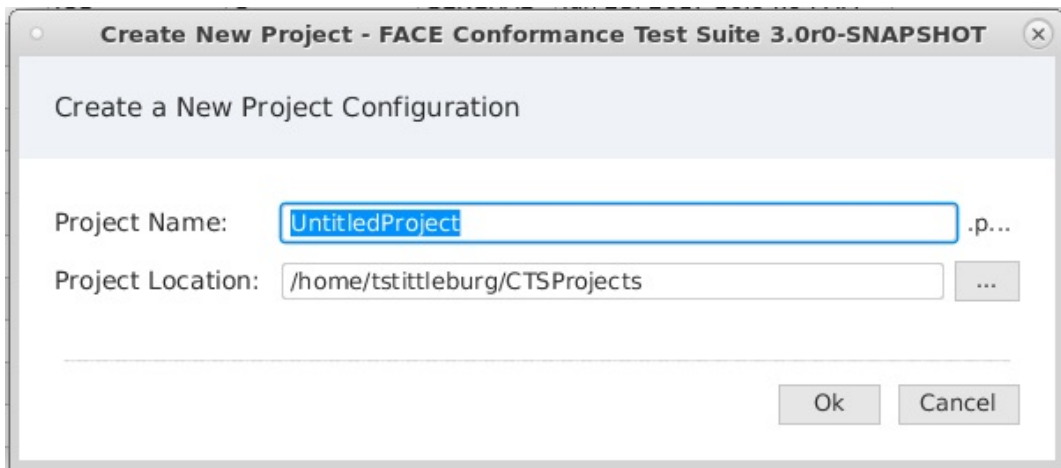 Create New Project - FACE Conformance Test Suite 3.0r0-SNAPSHOT
Create a New Project Configuration
Project Name: UntitledProject .p...
Project Location: /home/tstittleburg/CTSProjects ...
Ok Cancel